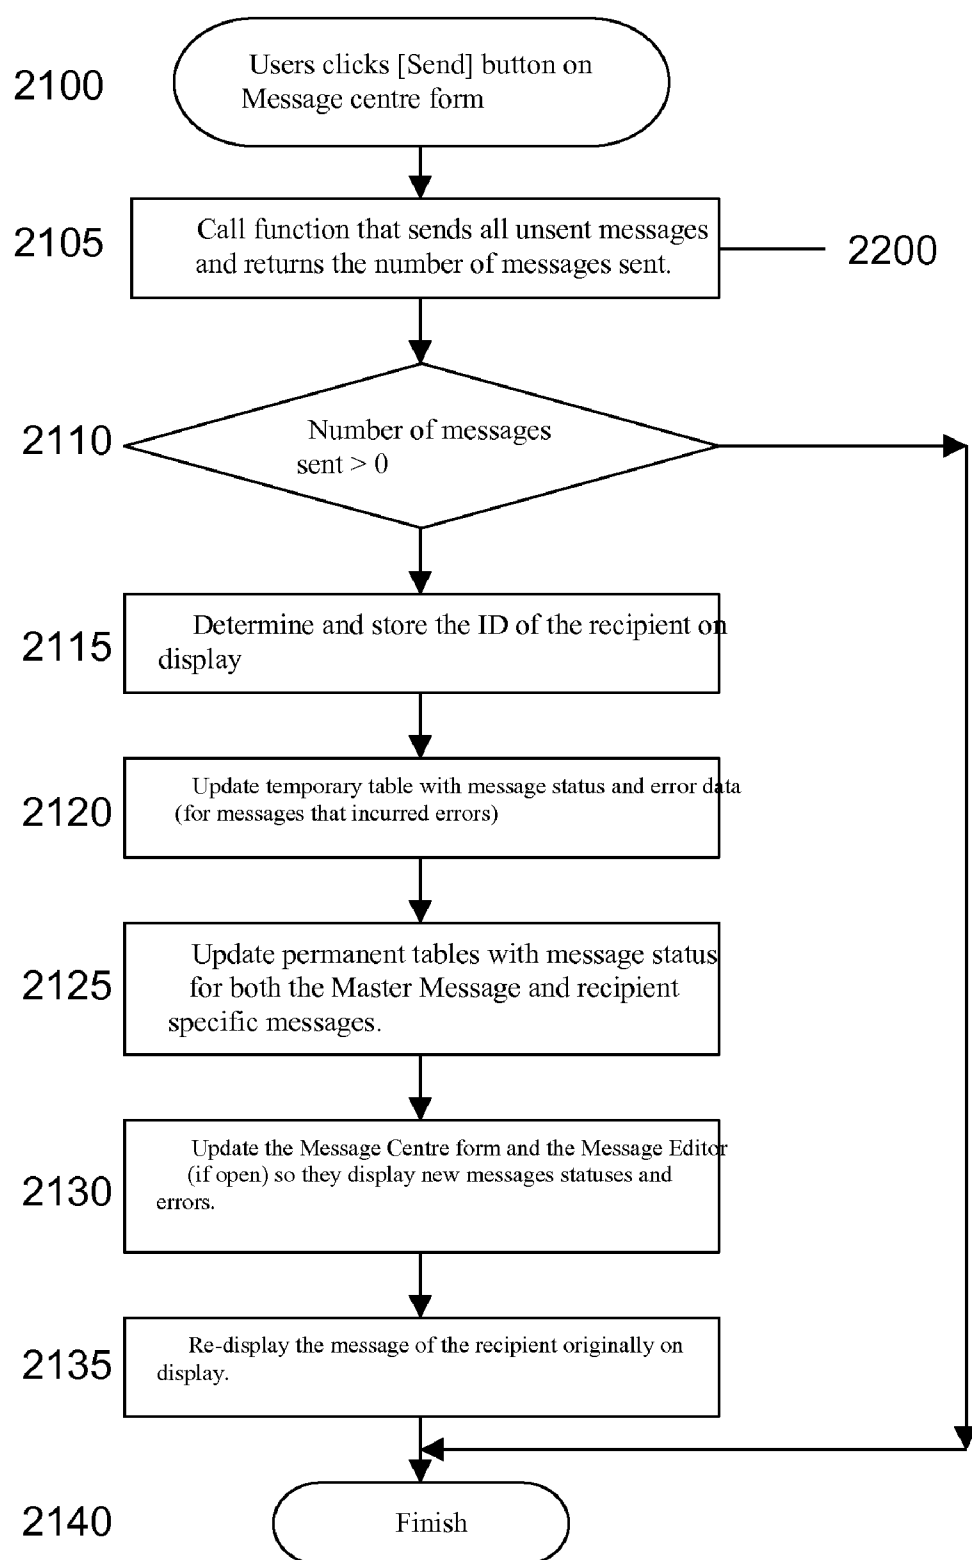 2100
Users clicks [Send] button on
Message centre form
2105
Call function that sends all unsent messages
and returns the number of messages sent.
2200
2110
Number of messages
sent > 0
2115
Determine and store the ID of the recipient on
display
2120
Update temporary table with message status and error data
(for messages that incurred errors)
2125
Update permanent tables with message status
for both the Master Message and recipient
specific messages.
2130
Update the Message Centre form and the Message Editor
(if open) so they display new messages statuses and
errors.
2135
Re-display the message of the recipient originally on
display.
2140
Finish